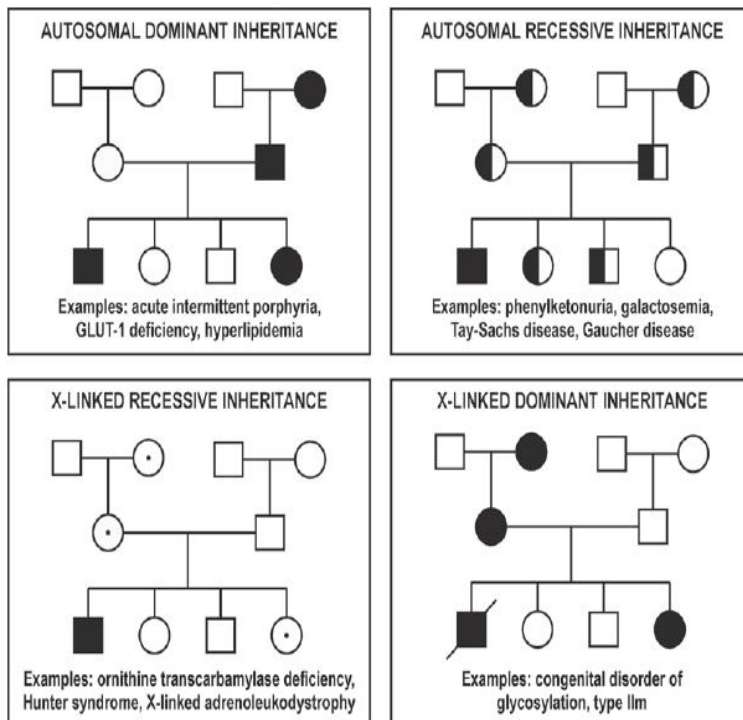 AUTOSOMAL DOMINANT INHERITANCE
Examples: acute intermittent porphyria,
GLUT-1 deficiency, hyperlipidemia
AUTOSOMAL RECESSIVE INHERITANCE
Examples: phenylketonuria, galactosemia,
Tay-Sachs disease, Gaucher disease
X-LINKED RECESSIVE INHERITANCE
Examples: ornithine transcarbamylase deficiency,
Hunter syndrome, X-linked adrenoleukodystrophy
X-LINKED DOMINANT INHERITANCE
Examples: congenital disorder of
glycosylation, type IIm